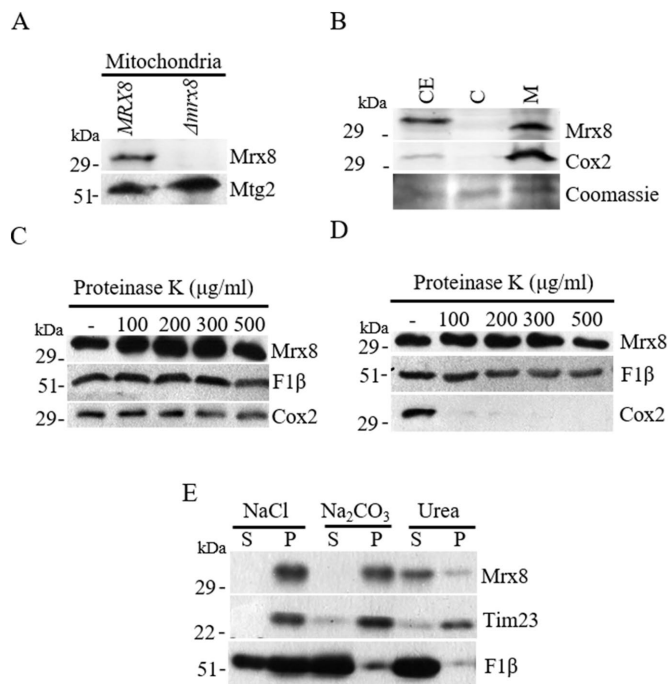 A
Mitochondria
MRX8 Δmrx8
kDa
29- Mrx8
51- Mtg2
B
CE C M
kDa
29 - Mrx8
29 - Cox2
Coomassie
C
Proteinase K (µg/ml)
- 100 200 300 500
kDa
29- Mrx8
51- F1β
29- Cox2
D
Proteinase K (µg/ml)
- 100 200 300 500
kDa
29- Mrx8
51- F1β
29- Cox2
E
NaCl Na₂CO₃ Urea
S P S P S P
kDa
29- Mrx8
22- Tim23
51- F1β